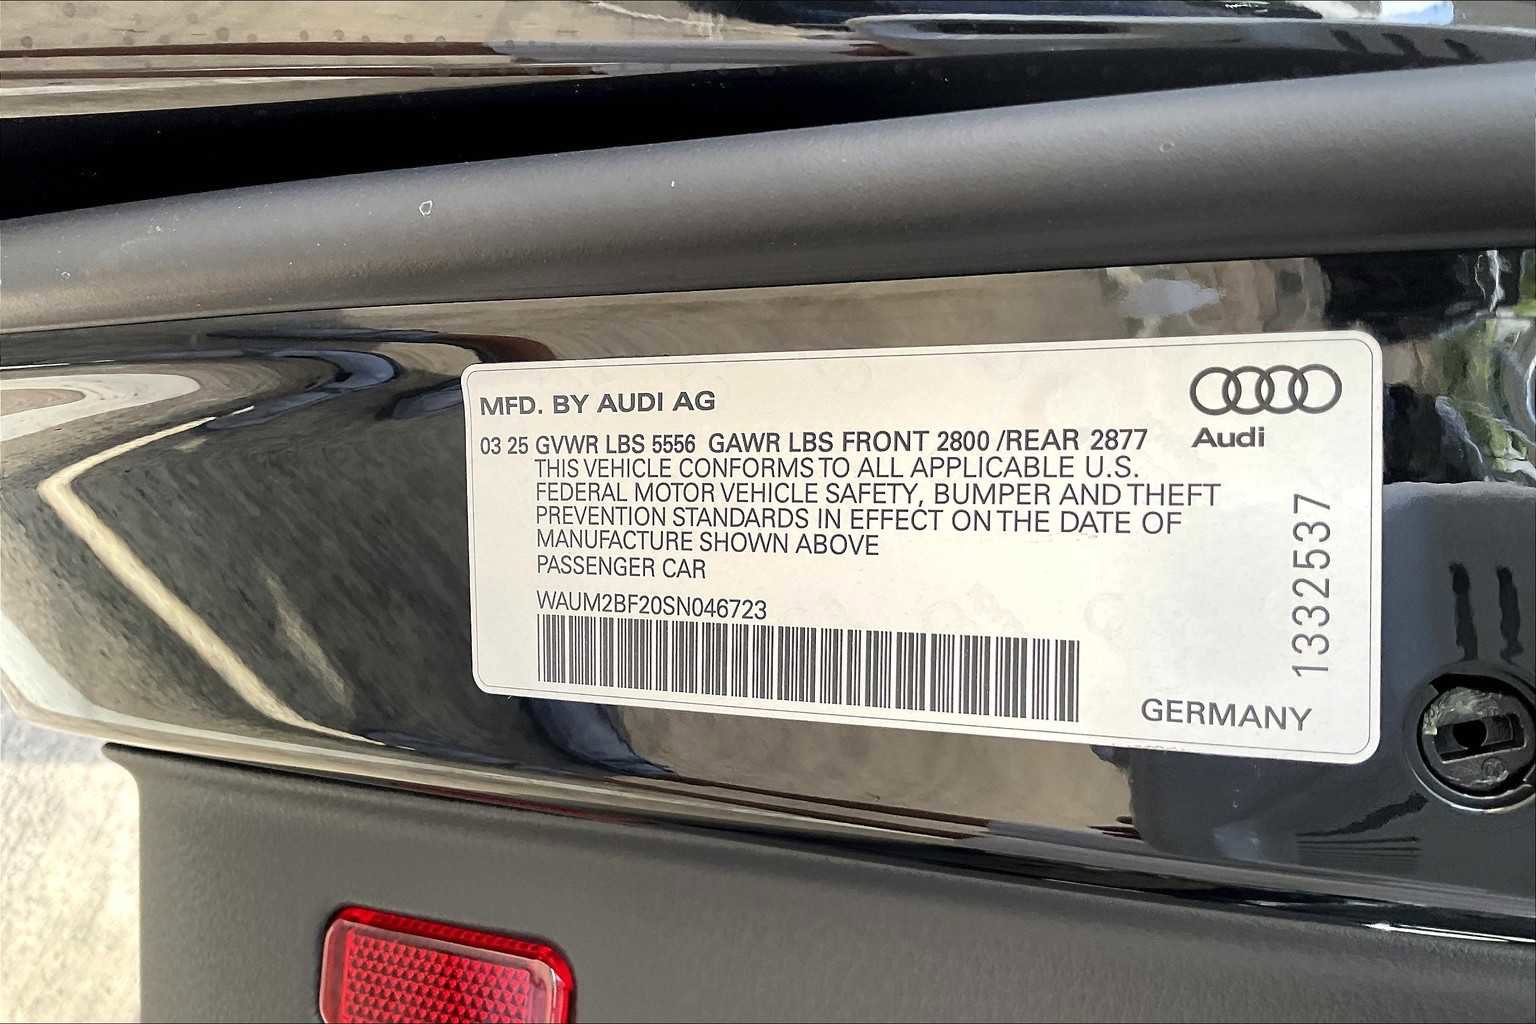 MFD. BY AUDI AG
03 25 GVWR LBS 5556 GAWR LBS FRONT 2800 /REAR 2877
THIS VEHICLE CONFORMS TO ALL APPLICABLE U.S.
FEDERAL MOTOR VEHICLE SAFETY, BUMPER AND THEFT
PREVENTION STANDARDS IN EFFECT ON THE DATE OF
MANUFACTURE SHOWN ABOVE
PASSENGER CAR
WAUM2BF20SN046723
Audi
1332537
GERMANY